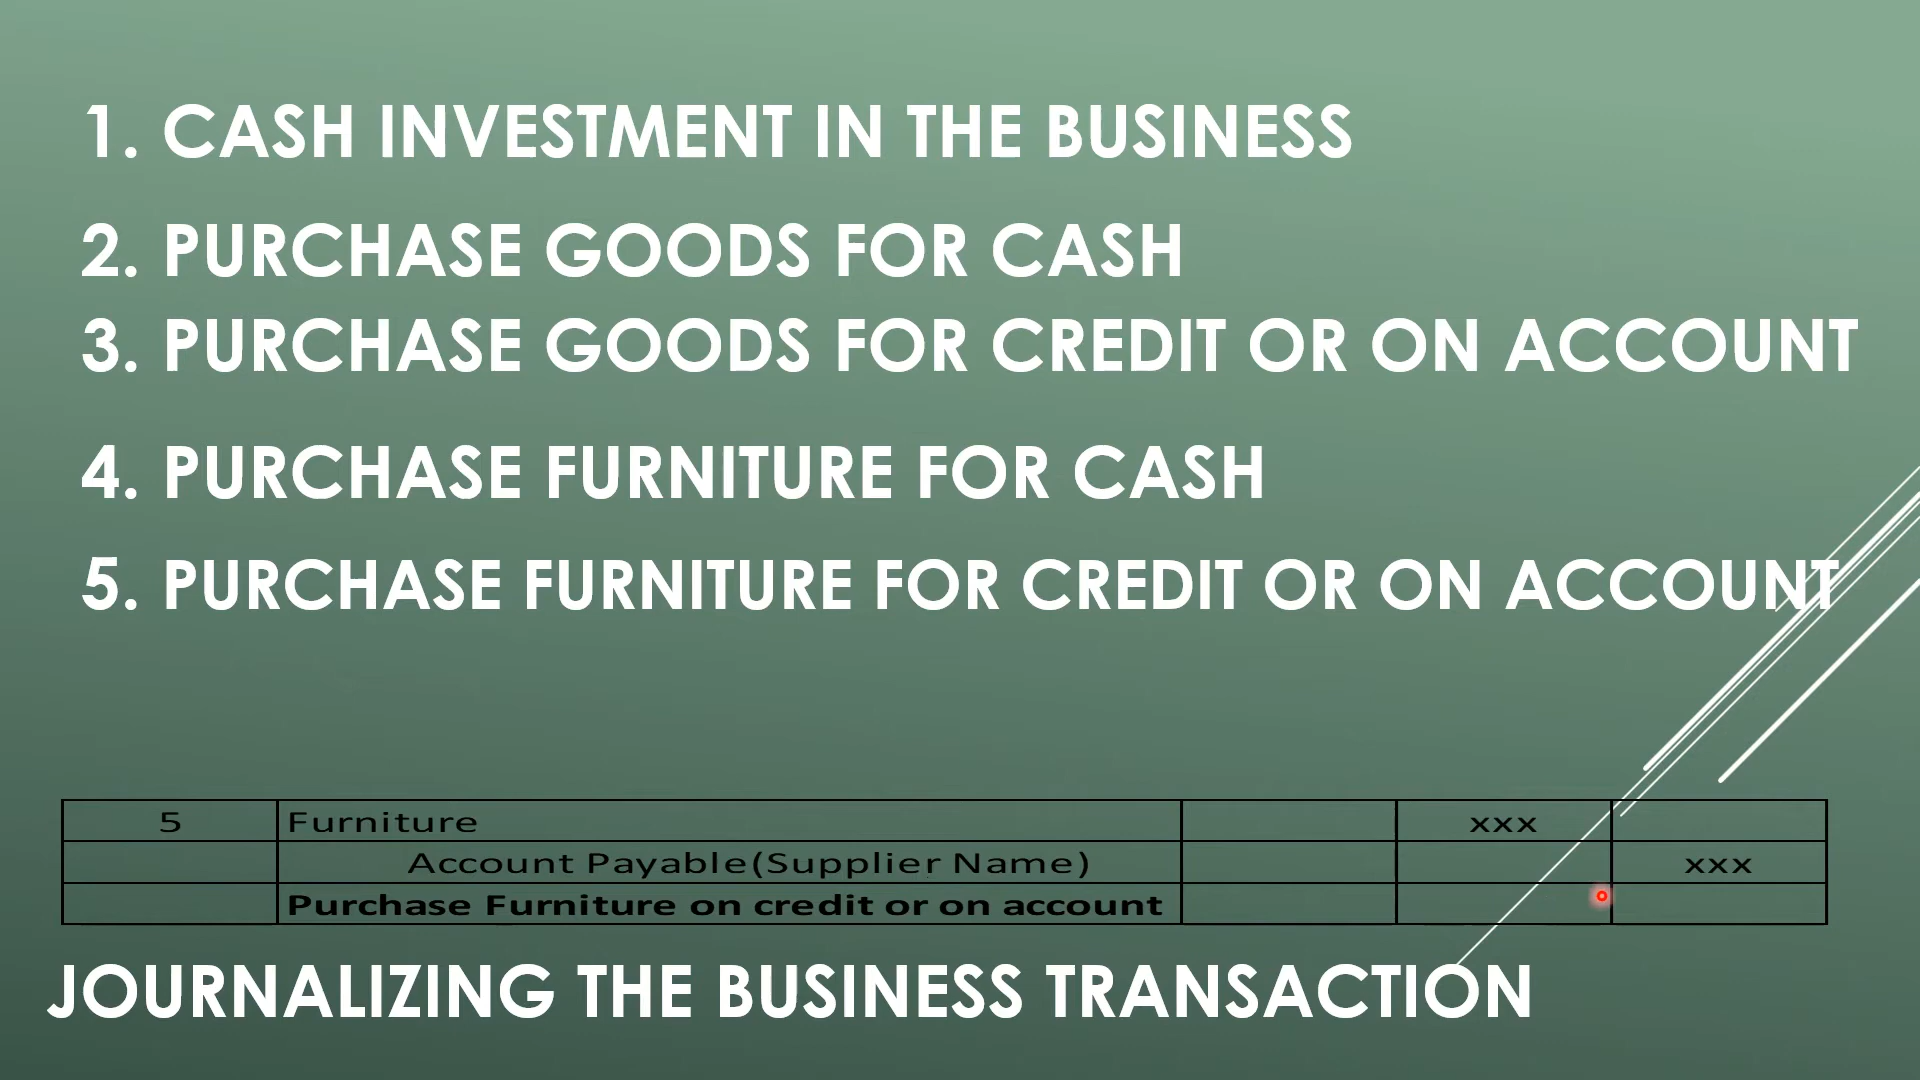 1. CASH INVESTMENT IN THE BUSINESS
2. PURCHASE GOODS FOR CASH
3. PURCHASE GOODS FOR CREDIT OR ON ACCOUNT
4. PURCHASE FURNITURE FOR CASH
5. PURCHASE FURNITURE FOR CREDIT OR ON ACCOUNT
5 Furniture xxx
Account Payable(Supplier Name) xxx
Purchase Furniture on credit or on account
JOURNALIZING THE BUSINESS TRANSACTION